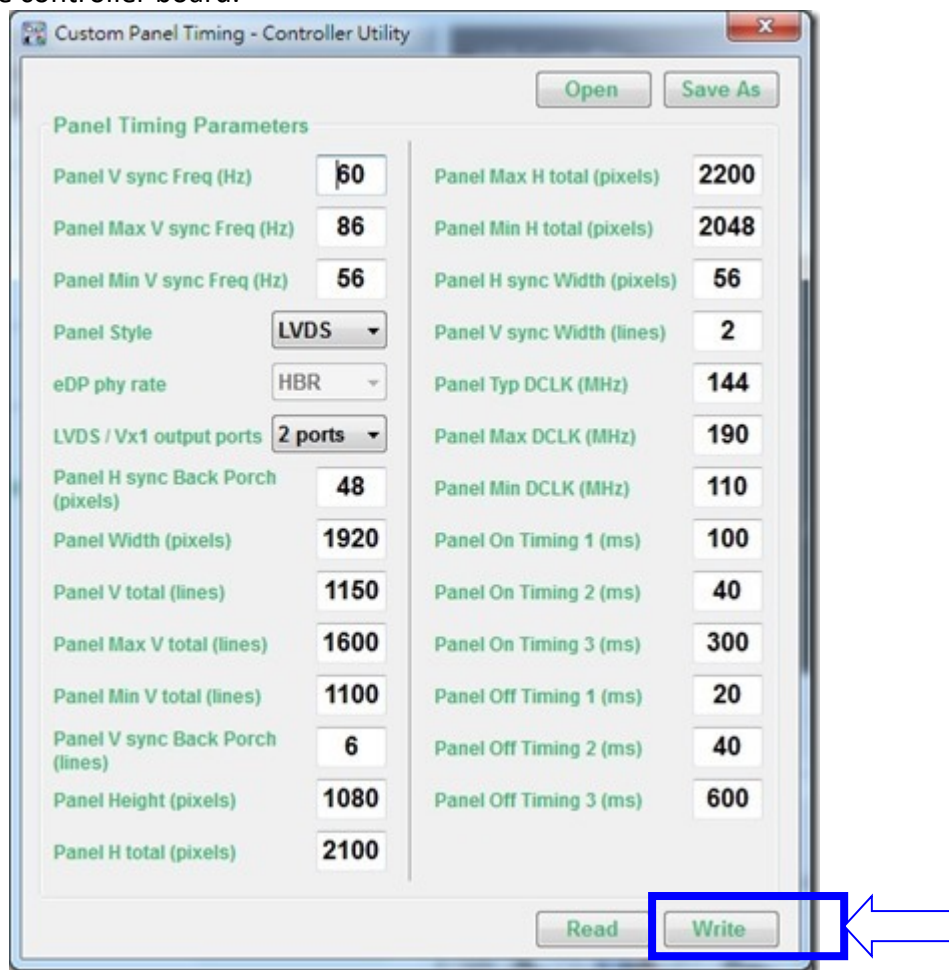 e controller board.
Custom Panel Timing - Controller Utility
x
Open Save As
Panel Timing Parameters
Panel V sync Freq (Hz) 60
Panel Max V sync Freq (Hz) 86
Panel Min V sync Freq (Hz) 56
Panel Style LVDS
eDP phy rate HBR
LVDS / Vx1 output ports 2 ports
Panel H sync Back Porch
(pixels) 48
Panel Width (pixels) 1920
Panel V total (lines) 1150
Panel Max V total (lines) 1600
Panel Min V total (lines) 1100
Panel V sync Back Porch
(lines) 6
Panel Height (pixels) 1080
Panel H total (pixels) 2100
Panel Max H total (pixels) 2200
Panel Min H total (pixels) 2048
Panel H sync Width (pixels) 56
Panel V sync Width (lines) 2
Panel Typ DCLK (MHz) 144
Panel Max DCLK (MHz) 190
Panel Min DCLK (MHz) 110
Panel On Timing 1 (ms) 100
Panel On Timing 2 (ms) 40
Panel On Timing 3 (ms) 300
Panel Off Timing 1 (ms) 20
Panel Off Timing 2 (ms) 40
Panel Off Timing 3 (ms) 600
Read Write